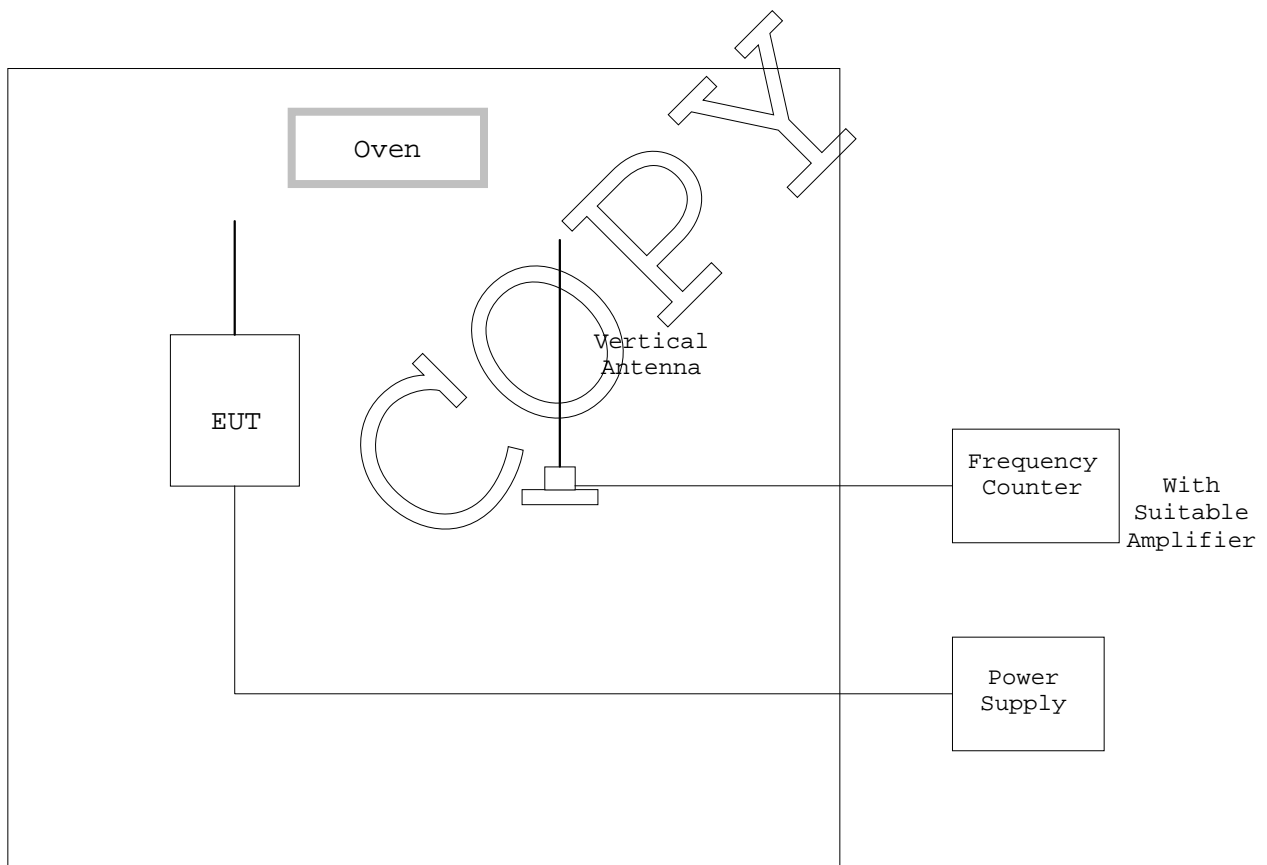 COPY
Oven
Vertical
Antenna
EUT
Frequency
Counter
With
Suitable
Amplifier
Power
Supply